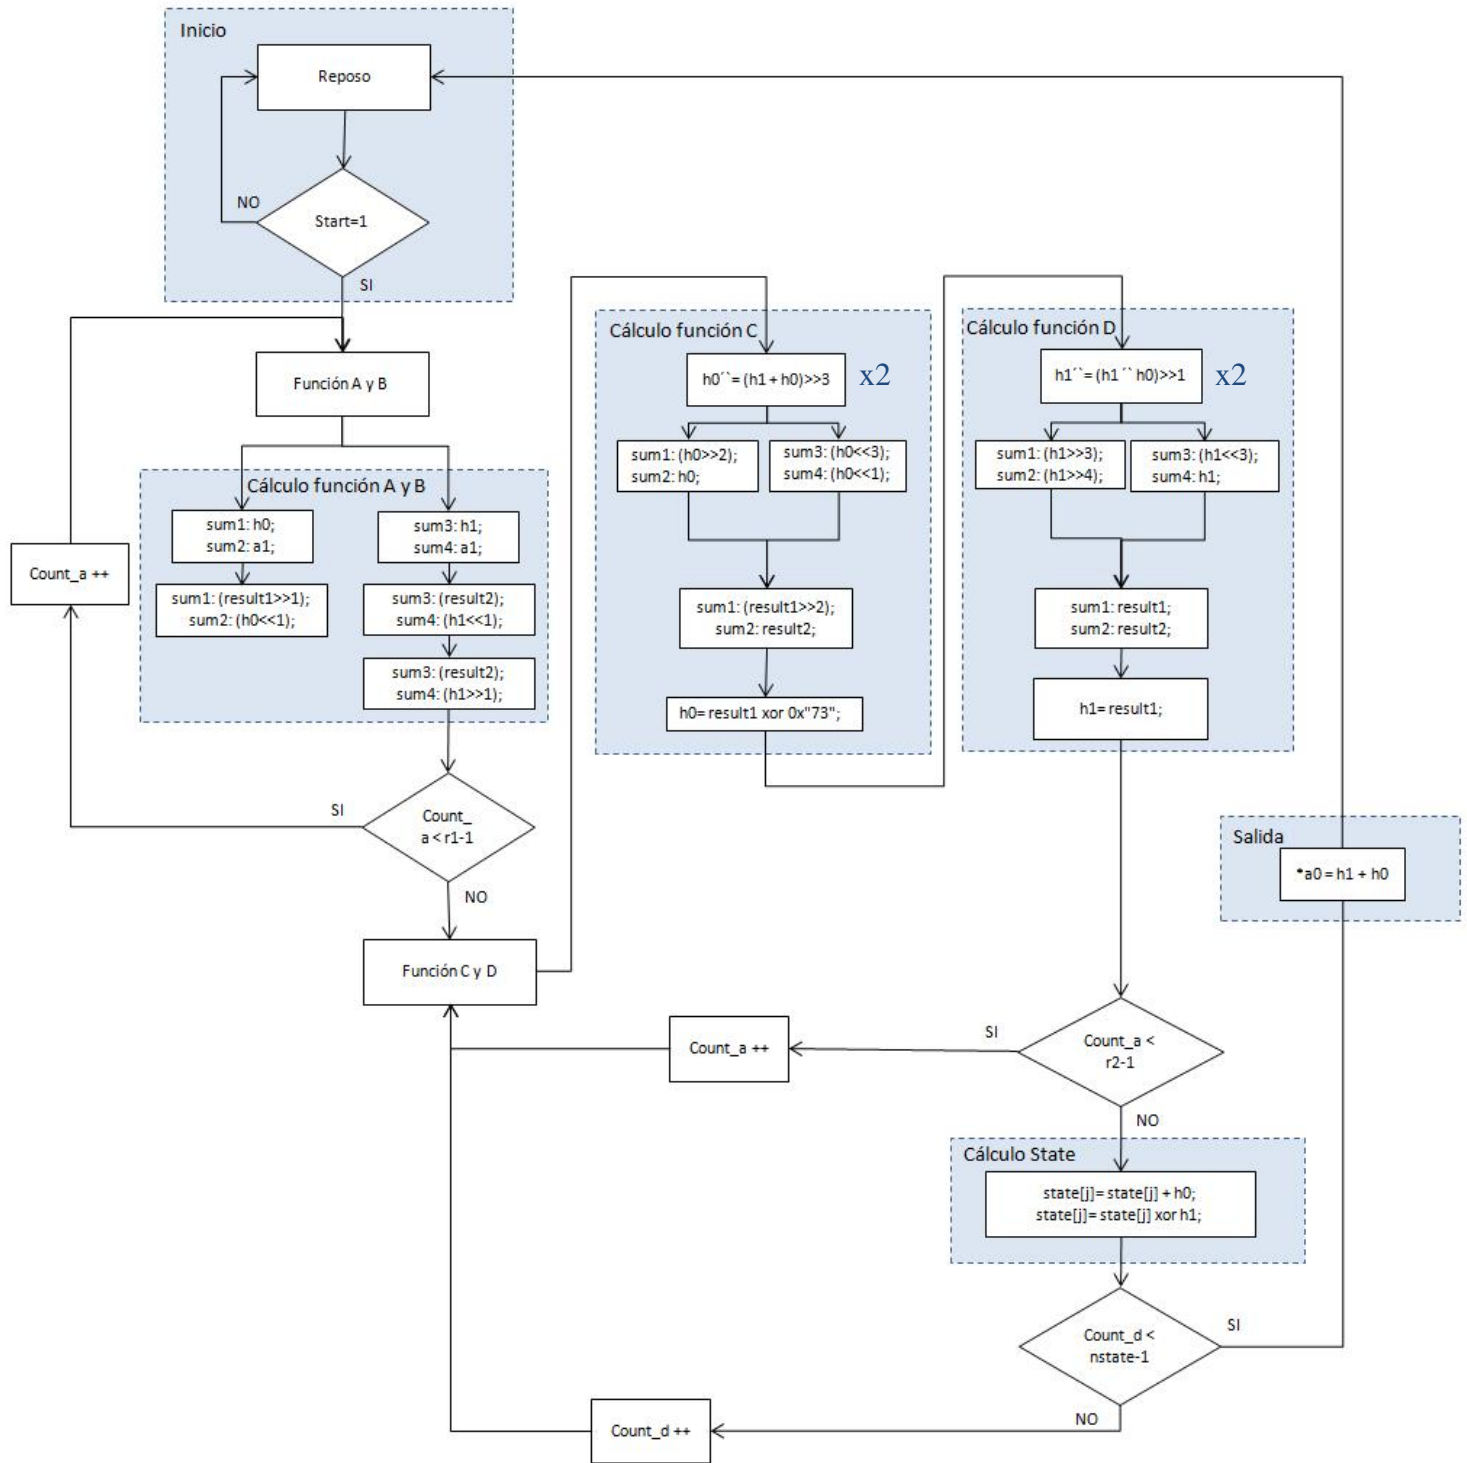 Inicio
Reposo
NO
Start=1
SI
Función A y B
Cálculo función A y B
sum1: h0;
sum2: a1;
sum3: h1;
sum4: a1;
Count_a ++
sum1: (result1>>1);
sum2: (h0<<1);
sum3: (result2);
sum4: (h1<<1);
sum3: (result2);
sum4: (h1>>1);
SI
Count_
a < r1-1
NO
Función C y D
Cálculo función C
h0´`= (h1 + h0)>>3
x2
sum1: (h0>>2);
sum2: h0;
sum3: (h0<<3);
sum4: (h0<<1);
sum1: (result1>>2);
sum2: result2;
h0= result1 xor 0x"73";
Cálculo función D
h1´`= (h1 ´` h0)>>1
x2
sum1: (h1>>3);
sum2: (h1>>4);
sum3: (h1<<3);
sum4: h1;
sum1: result1;
sum2: result2;
h1= result1;
Salida
*a0 = h1 + h0
Count_a ++
SI
Count_a <
r2-1
NO
Cálculo State
state[j]= state[j] + h0;
state[j]= state[j] xor h1;
Count_d <
nstate-1
SI
NO
Count_d ++